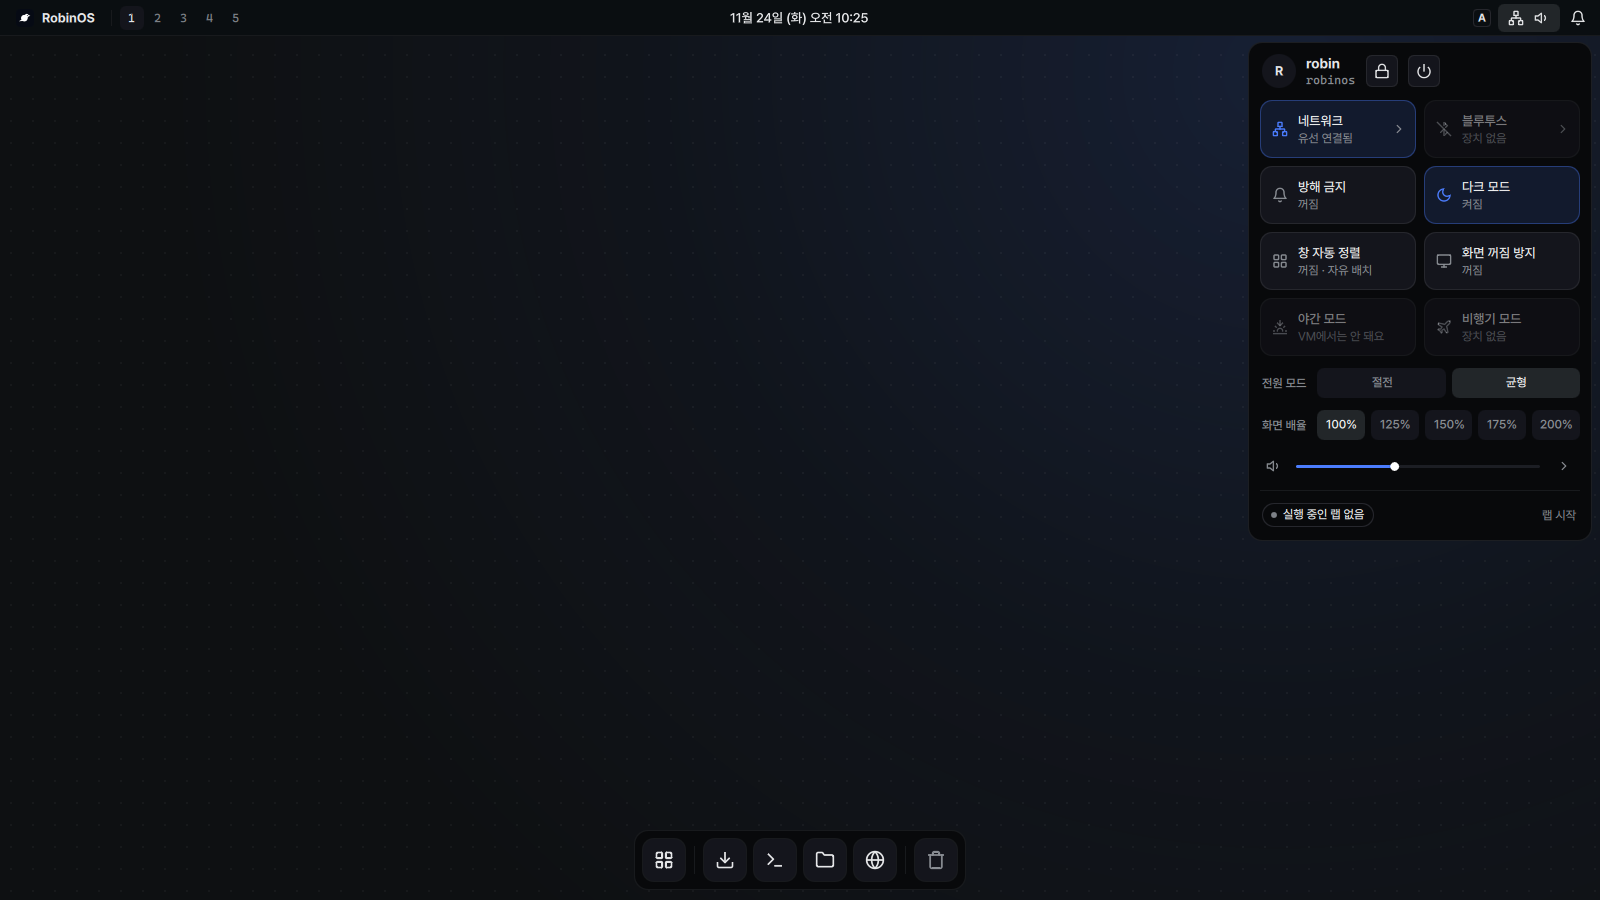 RobinOS 1 2 3 4 5 11월 24일 (화) 오전 10:25 A
R robin
robinos
네트워크 블루투스
유선 연결됨 장치 없음
방해 금지 다크 모드
꺼짐 켜짐
창 자동 정렬 화면 꺼짐 방지
꺼짐 · 자유 배치 꺼짐
야간 모드 비행기 모드
VM에서는 안 돼요 장치 없음
전원 모드 절전 균형
화면 배율 100% 125% 150% 175% 200%
실행 중인 랩 없음 랩 시작